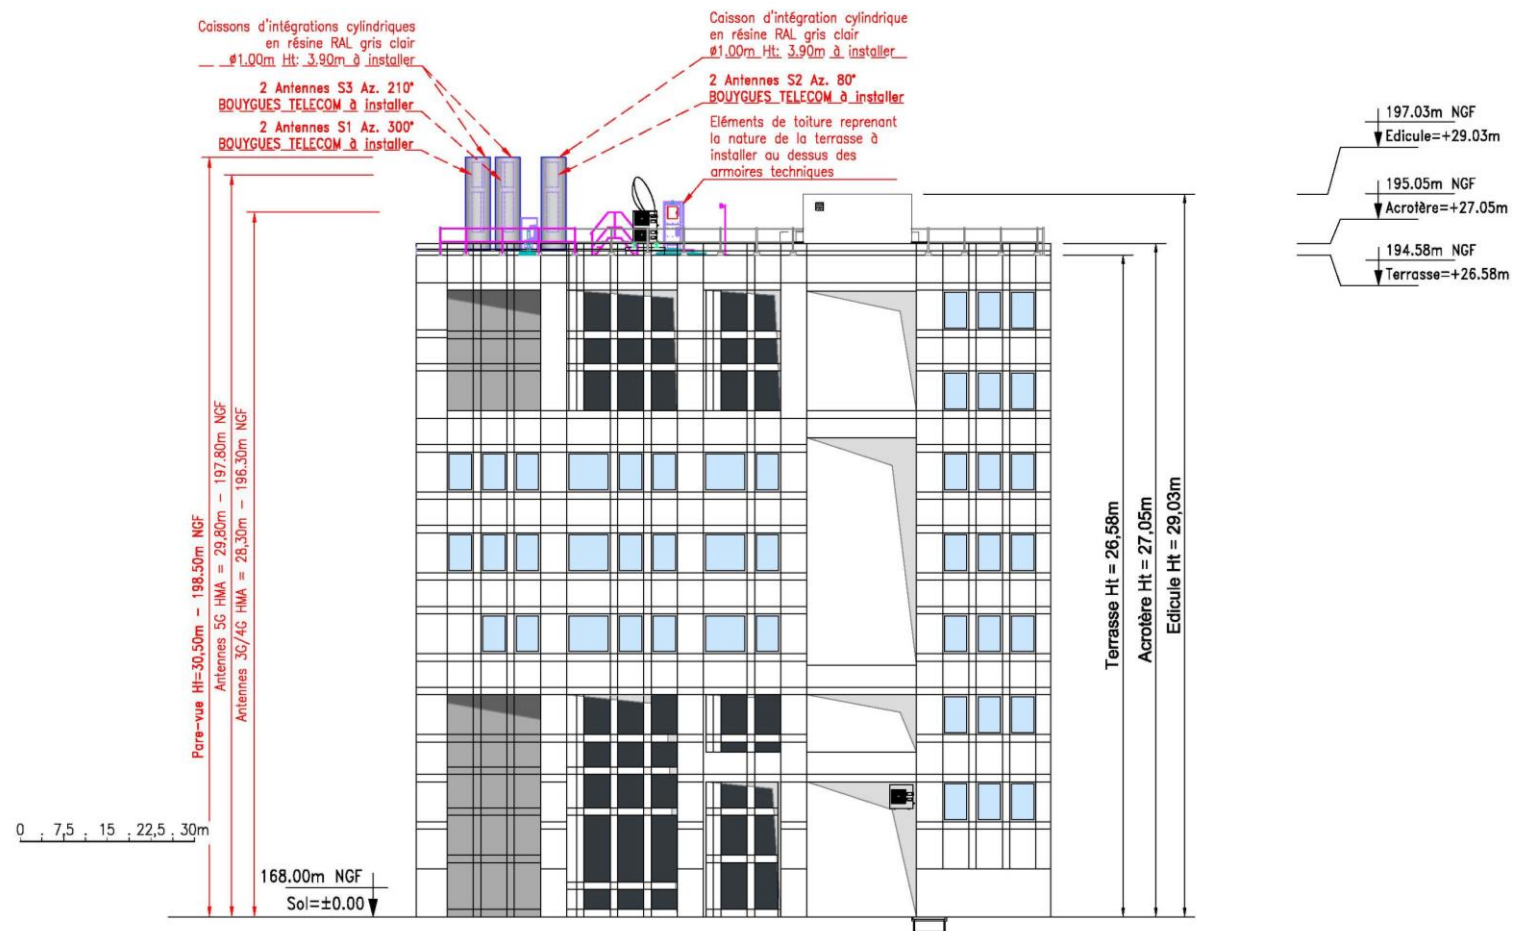 Caissons d'intégrations cylindriques
en résine RAL gris clair
ø1.00m Ht: 3.90m à installer
2 Antennes S3 Az. 210°
BOUYGUES TELECOM à installer
2 Antennes S1 Az. 300°
BOUYGUES TELECOM à installer
Caisson d'intégration cylindrique
en résine RAL gris clair
ø1.00m Ht: 3.90m à installer
2 Antennes S2 Az. 80°
BOUYGUES TELECOM à installer
Eléments de toiture reprenant
la nature de la terrasse à
installer au dessus des
armoires techniques
197.03m NGF
Edicule=+29.03m
195.05m NGF
Acrotère=+27.05m
194.58m NGF
Terrasse=+26.58m
Pare-vue Ht=30,50m - 198.50m NGF
Antennes 5G HMA = 29,80m - 197.80m NGF
Antennes 3G/4G HMA = 28,30m - 196.30m NGF
Terrasse Ht = 26,58m
Acrotère Ht = 27,05m
Edicule Ht = 29,03m
0 7,5 15 22,5 30m
168.00m NGF
Sol=±0.00